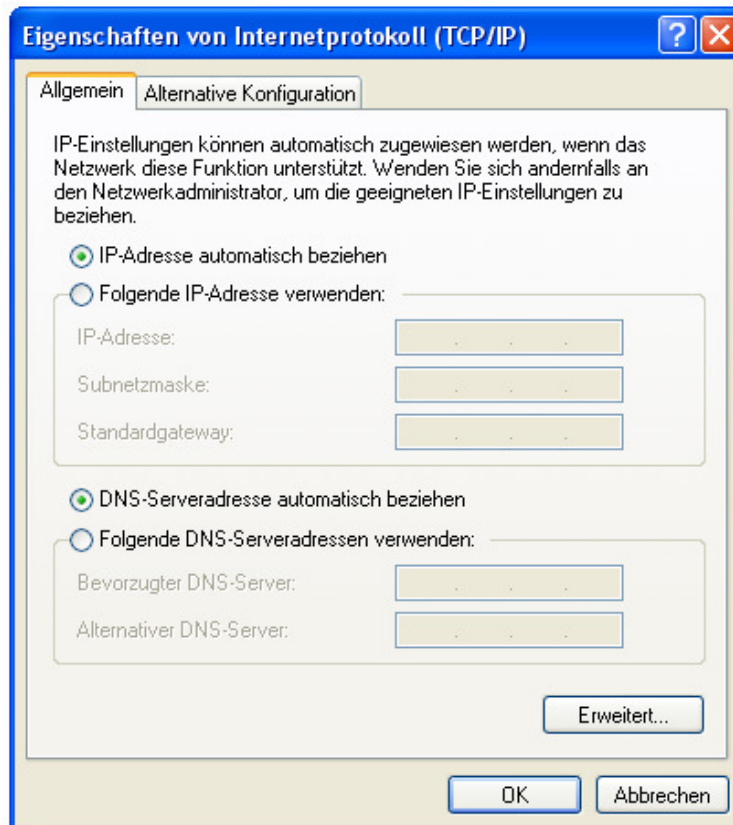 Eigenschaften von Internetprotokoll (TCP/IP)
Allgemein
Alternative Konfiguration
IP-Einstellungen können automatisch zugewiesen werden, wenn das
Netzwerk diese Funktion unterstützt. Wenden Sie sich andernfalls an
den Netzwerkadministrator, um die geeigneten IP-Einstellungen zu
beziehen.
IP-Adresse automatisch beziehen
Folgende IP-Adresse verwenden:
IP-Adresse:
Subnetzmaske:
Standardgateway:
DNS-Serveradresse automatisch beziehen
Folgende DNS-Serveradressen verwenden:
Bevorzugter DNS-Server:
Alternativer DNS-Server:
Erweitert...
OK
Abbrechen